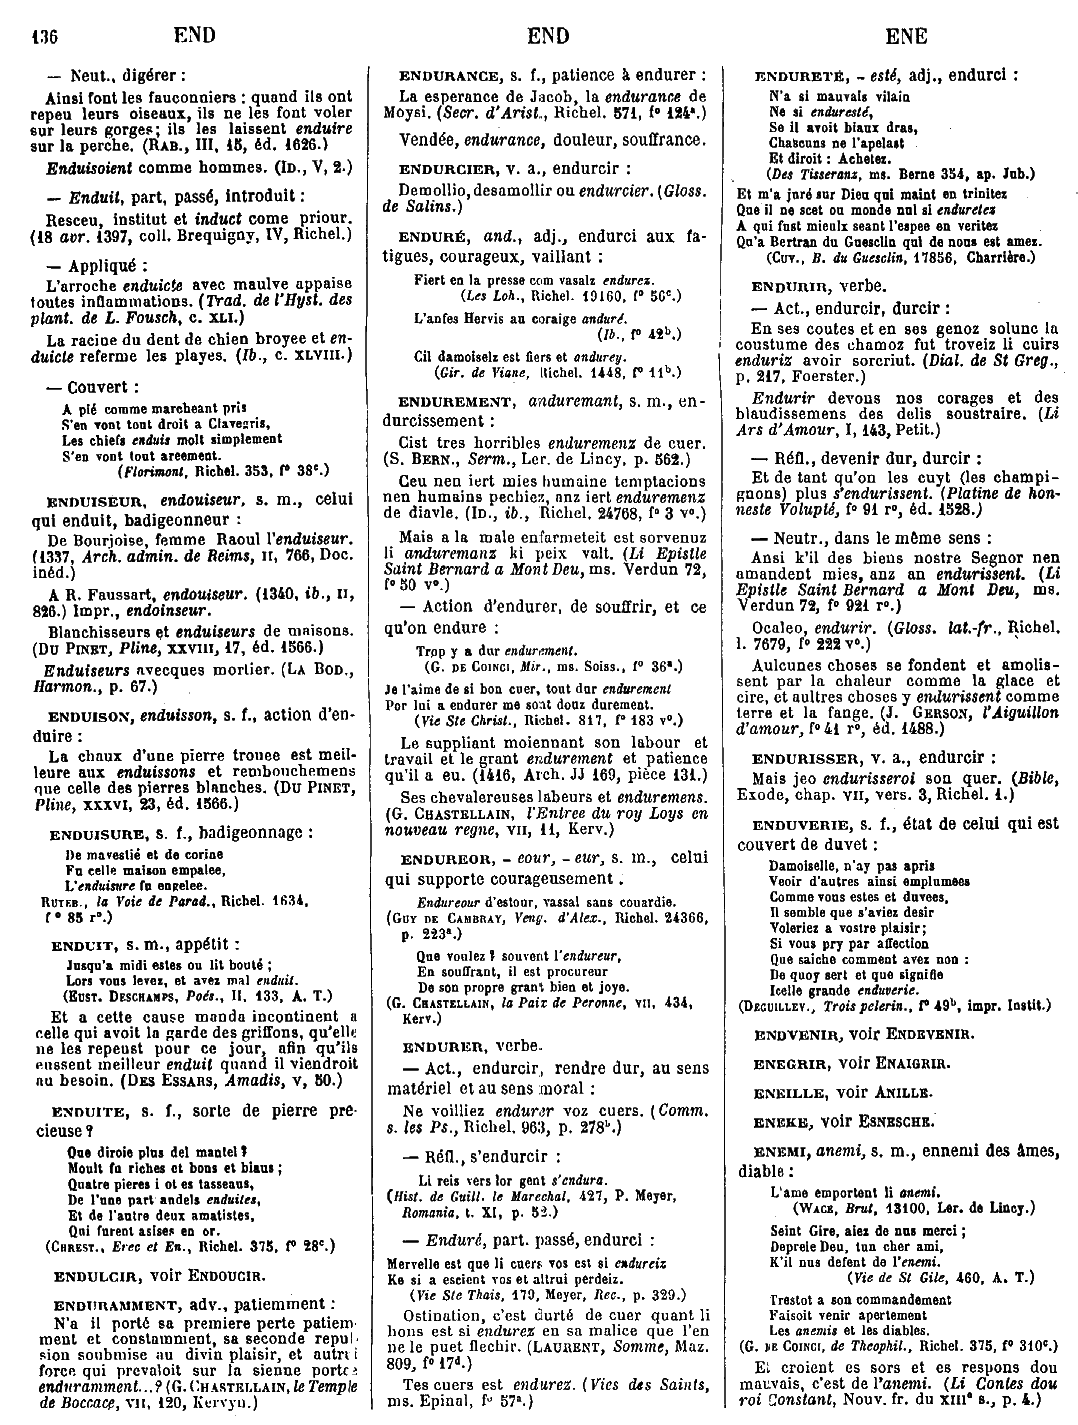 136 END END ENE
— Neut., digérer :
Ainsi font les fauconniers : quand ils ont
repeu leurs oiseaux, ils ne les font voler
sur leurs gorges; ils les laissent enduire
sur la perche. (RAB., III, 15, éd. 1626.)
Enduisoient comme hommes. (ID., V, 2.)
— Enduit, part, passé, introduit :
Resceu, institut et induct come priour.
(18 avr. 1397, coll. Brequigny, IV, Richel.)
— Appliqué :
L'arroche enduicte avec maulve appaise
toutes inflammations. (Trad. de l'Hyst. des
plant. de L. Fousch, c. XLI.)
La racine du dent de chien broyee et en-
duicte referme les playes. (Ib., c. XLVIII.)
— Couvert :
A pié comme marcheant pris
S'en vont tout droit a Clavegris,
Les chiefs enduis molt simplement
S'en vont tout areement.
(Florimont, Richel. 353, f° 38c.)
ENDUISEUR, endouiseur, s. m., celui
qui enduit, badigeonneur :
De Bourjoise, femme Raoul l'enduiseur.
(1337, Arch. admin. de Reims, II, 766, Doc.
inéd.)
A R. Faussart, endouiseur. (1340, ib., II,
826.) Impr., endoinseur.
Blanchisseurs et enduiseurs de maisons.
(DU PINET, Pline, XXVIII, 17, éd. 1566.)
Enduiseurs avecques mortier. (LA BOD.,
Harmon., p. 67.)
ENDUISON, enduisson, s. f., action d'en-
duire :
La chaux d'une pierre trouee est meil-
leure aux enduissons et rembouchemens
que celle des pierres blanches. (DU PINET,
Pline, XXXVI, 23, éd. 1566.)
ENDUISURE, s. f., badigeonnage :
De mavestié et de corine
Fu celle maison empalee,
L'enduisure fu engelee.
RUTEB., la Voie de Parad., Richel. 1634,
f° 85 r°.)
ENDUIT, s. m., appétit :
Jusqu'a midi estes ou lit bouté ;
Lors vous levez, et avez mal enduit.
(EUST. DESCHAMPS, Poés., II, 133, A. T.)
Et a cette cause manda incontinent a
celle qui avoit la garde des griffons, qu'elle
ne les repeust pour ce jour, afin qu'ils
eussent meilleur enduit quand il viendroit
au besoin. (DES ESSARS, Amadis, V, 50.)
ENDUITE, s. f., sorte de pierre pré-
cieuse ?
Que diroie plus del mantel ?
Moult fu riches et bons et biaus ;
Quatre pieres i ot es tasseaus,
De l'une part andels enduites,
Et de l'autre deux amatistes,
Qui furent asises en or.
(CHREST., Erec et En., Richel. 375, f° 28c.)
ENDULCIR, voir ENDOUCIR.
ENDURAMMENT, adv., patiemment :
N'a il porté sa premiere perte patiem-
ment et constamment, sa seconde repul-
sion soubmise au divin plaisir, et autre
force qui prevaloit sur la sienne portee
enduramment...? (G. CHASTELLAIN, le Temple
de Boccace, VII, 120, Kervyn.)
ENDURANCE, s. f., patience à endurer :
La esperance de Jacob, la endurance de
Moysi. (Secr. d'Arist., Richel. 571, f° 124a.)
Vendée, endurance, douleur, souffrance.
ENDURCIER, v. a., endurcir :
Demollio, desamollir ou endurcier. (Gloss.
de Salins.)
ENDURÉ, and., adj., endurci aux fa-
tigues, courageux, vaillant :
Fiert en la presse com vasalz endurez.
(Les Loh., Richel. 19160, f° 56c.)
L'anfes Hervis au coraige anduré.
(Ib., f° 42b.)
Cil damoiselz est fiers et andurey.
(Gir. de Viane, Richel. 1448, f° 11b.)
ENDUREMENT, anduremant, s. m., en-
durcissement :
Cist tres horribles enduremenz de cuer.
(S. BERN., Serm., Ler. de Lincy, p. 562.)
Ceu nen iert mies humaine temptacions
nen humains pechiez, anz iert enduremenz
de diavle. (ID., ib., Richel. 24768, f° 3 v°.)
Mais a la male enfarmeteit est sorvenuz
li anduremanz ki peix valt. (Li Epistle
Saint Bernard a Mont Deu, ms. Verdun 72,
f° 50 v°.)
— Action d'endurer, de souffrir, et ce
qu'on endure :
Trop y a dur endurement.
(G. DE COINCI, Mir., ms. Soiss., f° 36a.)
Je l'aime de si bon cuer, tout dur endurement
Por lui a endurer me sont douz durement.
(Vie Ste Christ., Richel. 817, f° 183 v°.)
Le suppliant moiennant son labour et
travail et le grant endurement et patience
qu'il a eu. (1416, Arch. JJ 169, pièce 131.)
Ses chevalereuses labeurs et enduremens.
(G. CHASTELLAIN, l'Entree du roy Loys en
nouveau regne, VII, 11, Kerv.)
ENDUREOR, - eour, - eur, s. m., celui
qui supporte courageusement :
Endureour d'estour, vassal sans couardie.
(GUY DE CAMBRAY, Veng. d'Alex., Richel. 24366,
p. 223a.)
Que voulez ? souvent l'endureur,
En souffrant, il est procureur
De son propre grant bien et joye.
(G. CHASTELLAIN, la Paix de Peronne, VII, 434,
Kerv.)
ENDURER, verbe.
— Act., endurcir, rendre dur, au sens
matériel et au sens moral :
Ne voilliez endurer voz cuers. (Comm.
s. les Ps., Richel. 963, p. 278b.)
— Réfl., s'endurcir :
Li reis vers lor gent s'endura.
(Hist. de Guill. le Marechal, 427, P. Meyer,
Romania, t. XI, p. 52.)
— Enduré, part. passé, endurci :
Mervelle est que li cuers vos est si endureiz
Ke si a escient vos et altrui perdeiz.
(Vie Ste Thais, 179, Meyer, Rec., p. 329.)
Ostination, c'est durté de cuer quant li
hons est si endurez en sa malice que l'en
ne le puet flechir. (LAURENT, Somme, Maz.
809, f° 17d.)
Tes cuers est endurez. (Vies des Saints,
ms. Epinal, f° 57a.)
ENDURETÉ, - esté, adj., endurci :
N'a si mauvais vilain
Ne si enduresté,
Se il avoit biaux dras,
Chascuns ne l'apelast
Et diroit : Achetez.
(Des Tisseranz, ms. Berne 354, ap. Jub.)
Et m'a juré sur Dieu qui maint en trinitez
Que il ne scet ou monde nul si enduretez
A qui fust mieulx seant l'espee en veritez
Qu'a Bertran du Guesclin qui de nous est amez.
(CUV., B. du Guesclin, 17856, Charrière.)
ENDURIR, verbe.
— Act., endurcir, durcir :
En ses coutes et en ses genoz solunc la
coustume des chamoz fut troveiz li cuirs
enduriz avoir sorcriut. (Dial. de St Greg.,
p. 217, Foerster.)
Endurir devons nos corages et des
blaudissemens des delis soustraire. (Li
Ars d'Amour, I, 143, Petit.)
— Réfl., devenir dur, durcir :
Et de tant qu'on les cuyt (les champi-
gnons) plus s'endurissent. (Platine de hon-
neste Volupté, f° 91 r°, éd. 1528.)
— Neutr., dans le même sens :
Ansi k'il des biens nostre Segnor nen
amandent mies, anz an endurissent. (Li
Epistle Saint Bernard a Mont Deu, ms.
Verdun 72, f° 921 r°.)
Ocaleo, endurir. (Gloss. lat.-fr., Richel.
l. 7679, f° 222 v°.)
Aulcunes choses se fondent et amolis-
sent par la chaleur comme la glace et
cire, et aultres choses y endurissent comme
terre et la fange. (J. GERSON, l'Aiguillon
d'amour, f° 41 r°, éd. 1488.)
ENDURISSER, v. a., endurcir :
Mais jeo endurisseroi son quer. (Bible,
Exode, chap. VII, vers. 3, Richel. 1.)
ENDUVERIE, s. f., état de celui qui est
couvert de duvet :
Damoiselle, n'ay pas apris
Veoir d'autres ainsi emplumees
Comme vous estes et duvees,
Il semble que s'aviez desir
Voleriez a vostre plaisir;
Si vous pry par affection
Que saiche comment avez non :
De quoy sert et que signifie
Icelle grande enduverie.
(DEGUILLEV., Trois pelerin., f° 49b, impr. Instit.)
ENDVENIR, voir ENDEVENIR.
ENEGRIR, voir ENAIGRIR.
ENEILLE, voir ANILLE.
ENEKE, voir ESNESCHE.
ENEMI, anemi, s. m., ennemi des âmes,
diable :
L'ame emportent li anemi.
(WACE, Brut, 13100, Ler. de Lincy.)
Seint Gire, aiez de nus merci ;
Deprele Deu, tun cher ami,
K'il nus defent de l'enemi.
(Vie de St Gile, 460, A. T.)
Trestot a son commandement
Faisoit venir apertement
Les anemis et les diables.
(G. DE COINCI, de Theophil., Richel. 375, f° 310c.)
Et croient es sors et es respons dou
mauvais, c'est de l'anemi. (Li Contes dou
roi Constant, Nouv. fr. du XIIIe s., p. 4.)